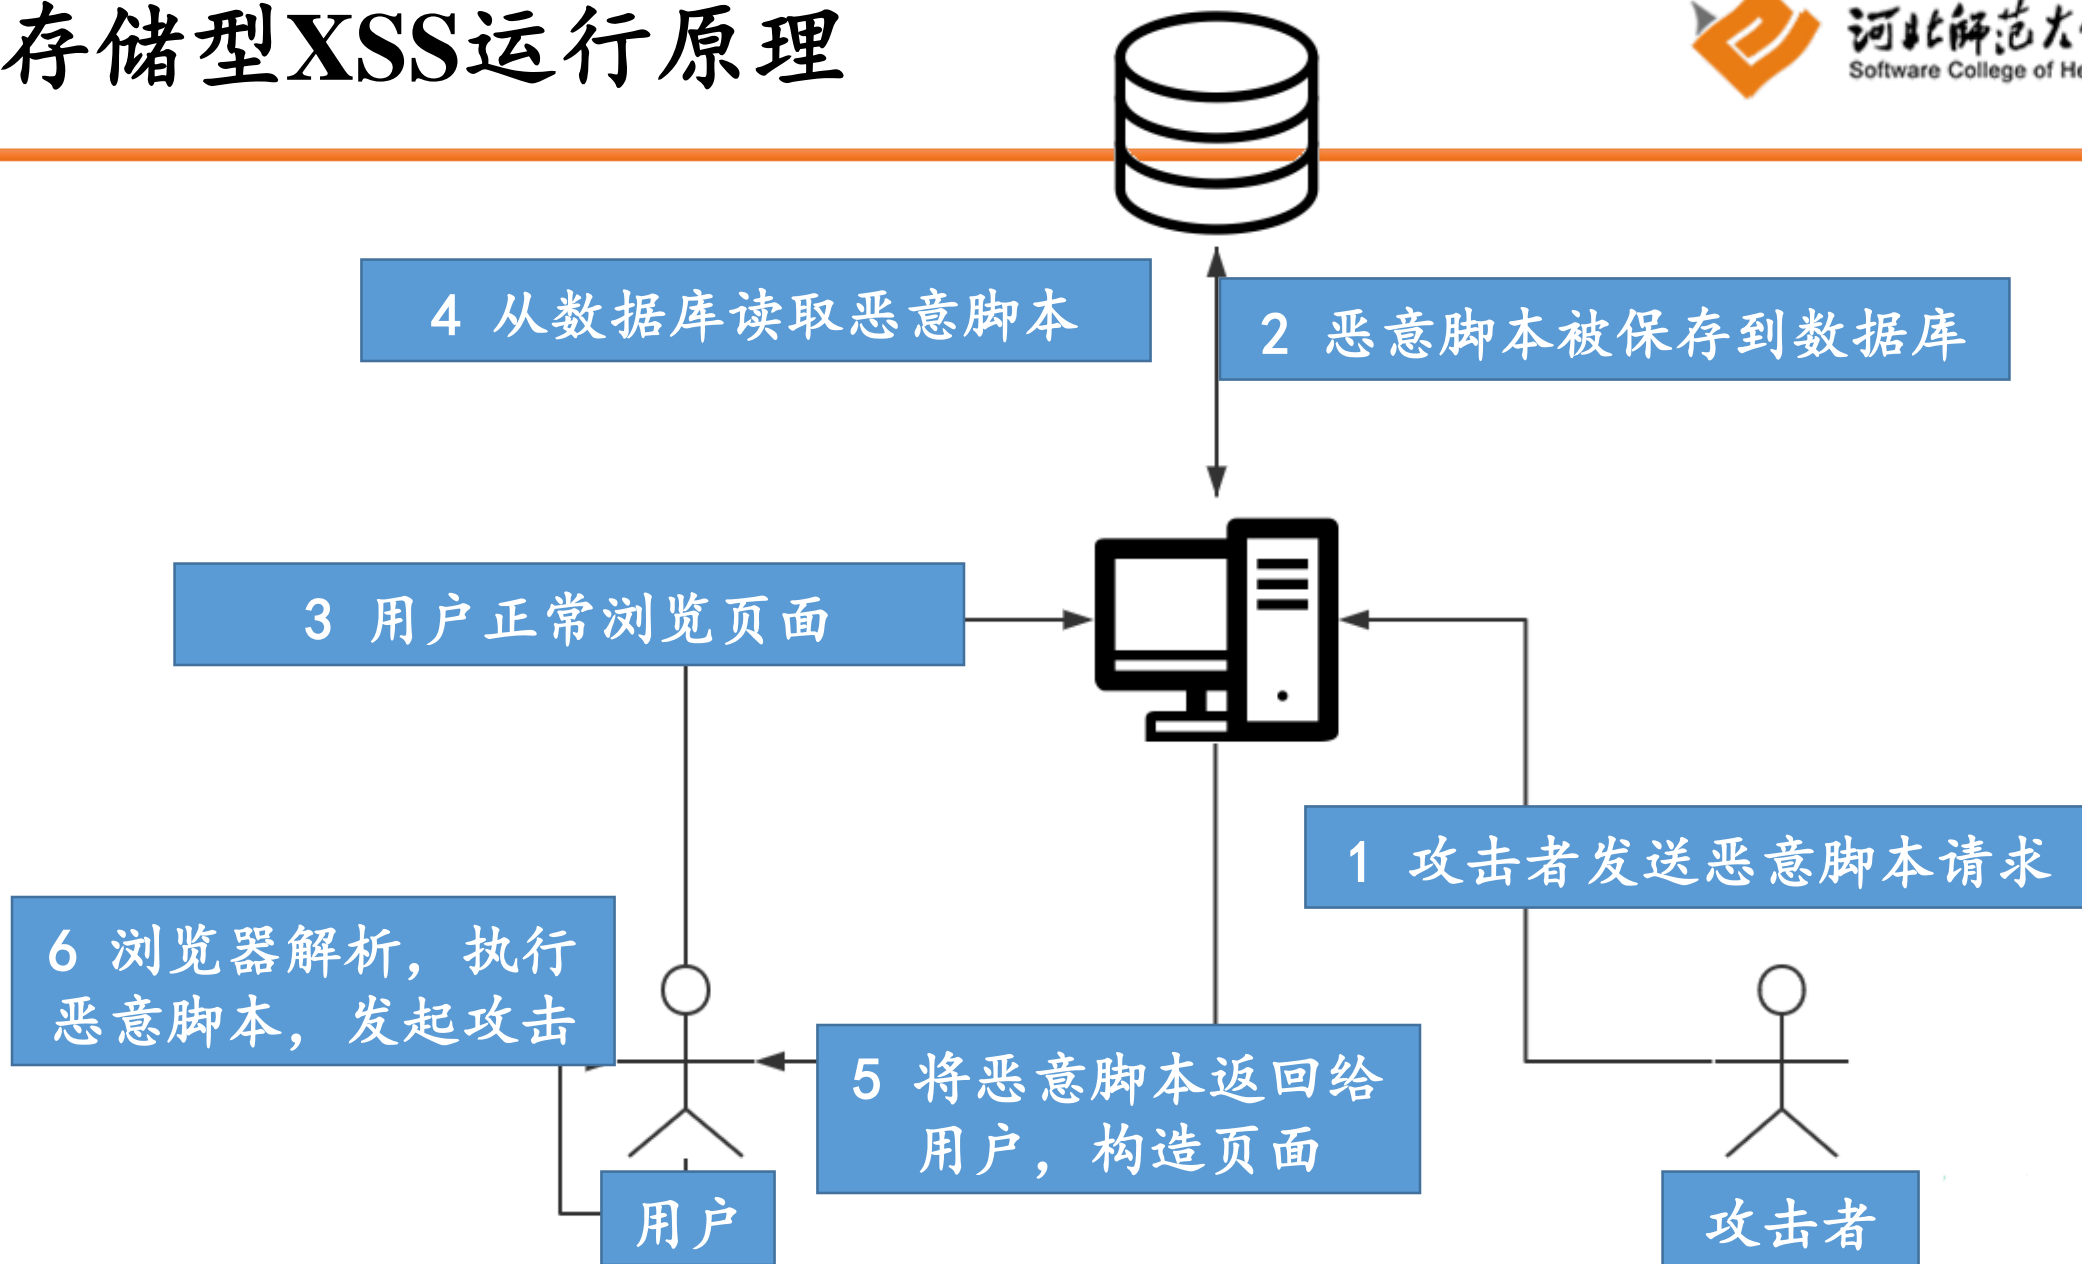 存储型XSS运行原理
河北师范大
Software College of He
4 从数据库读取恶意脚本
2 恶意脚本被保存到数据库
3 用户正常浏览页面
1 攻击者发送恶意脚本请求
6 浏览器解析，执行
恶意脚本，发起攻击
5 将恶意脚本返回给
用户，构造页面
用户
攻击者